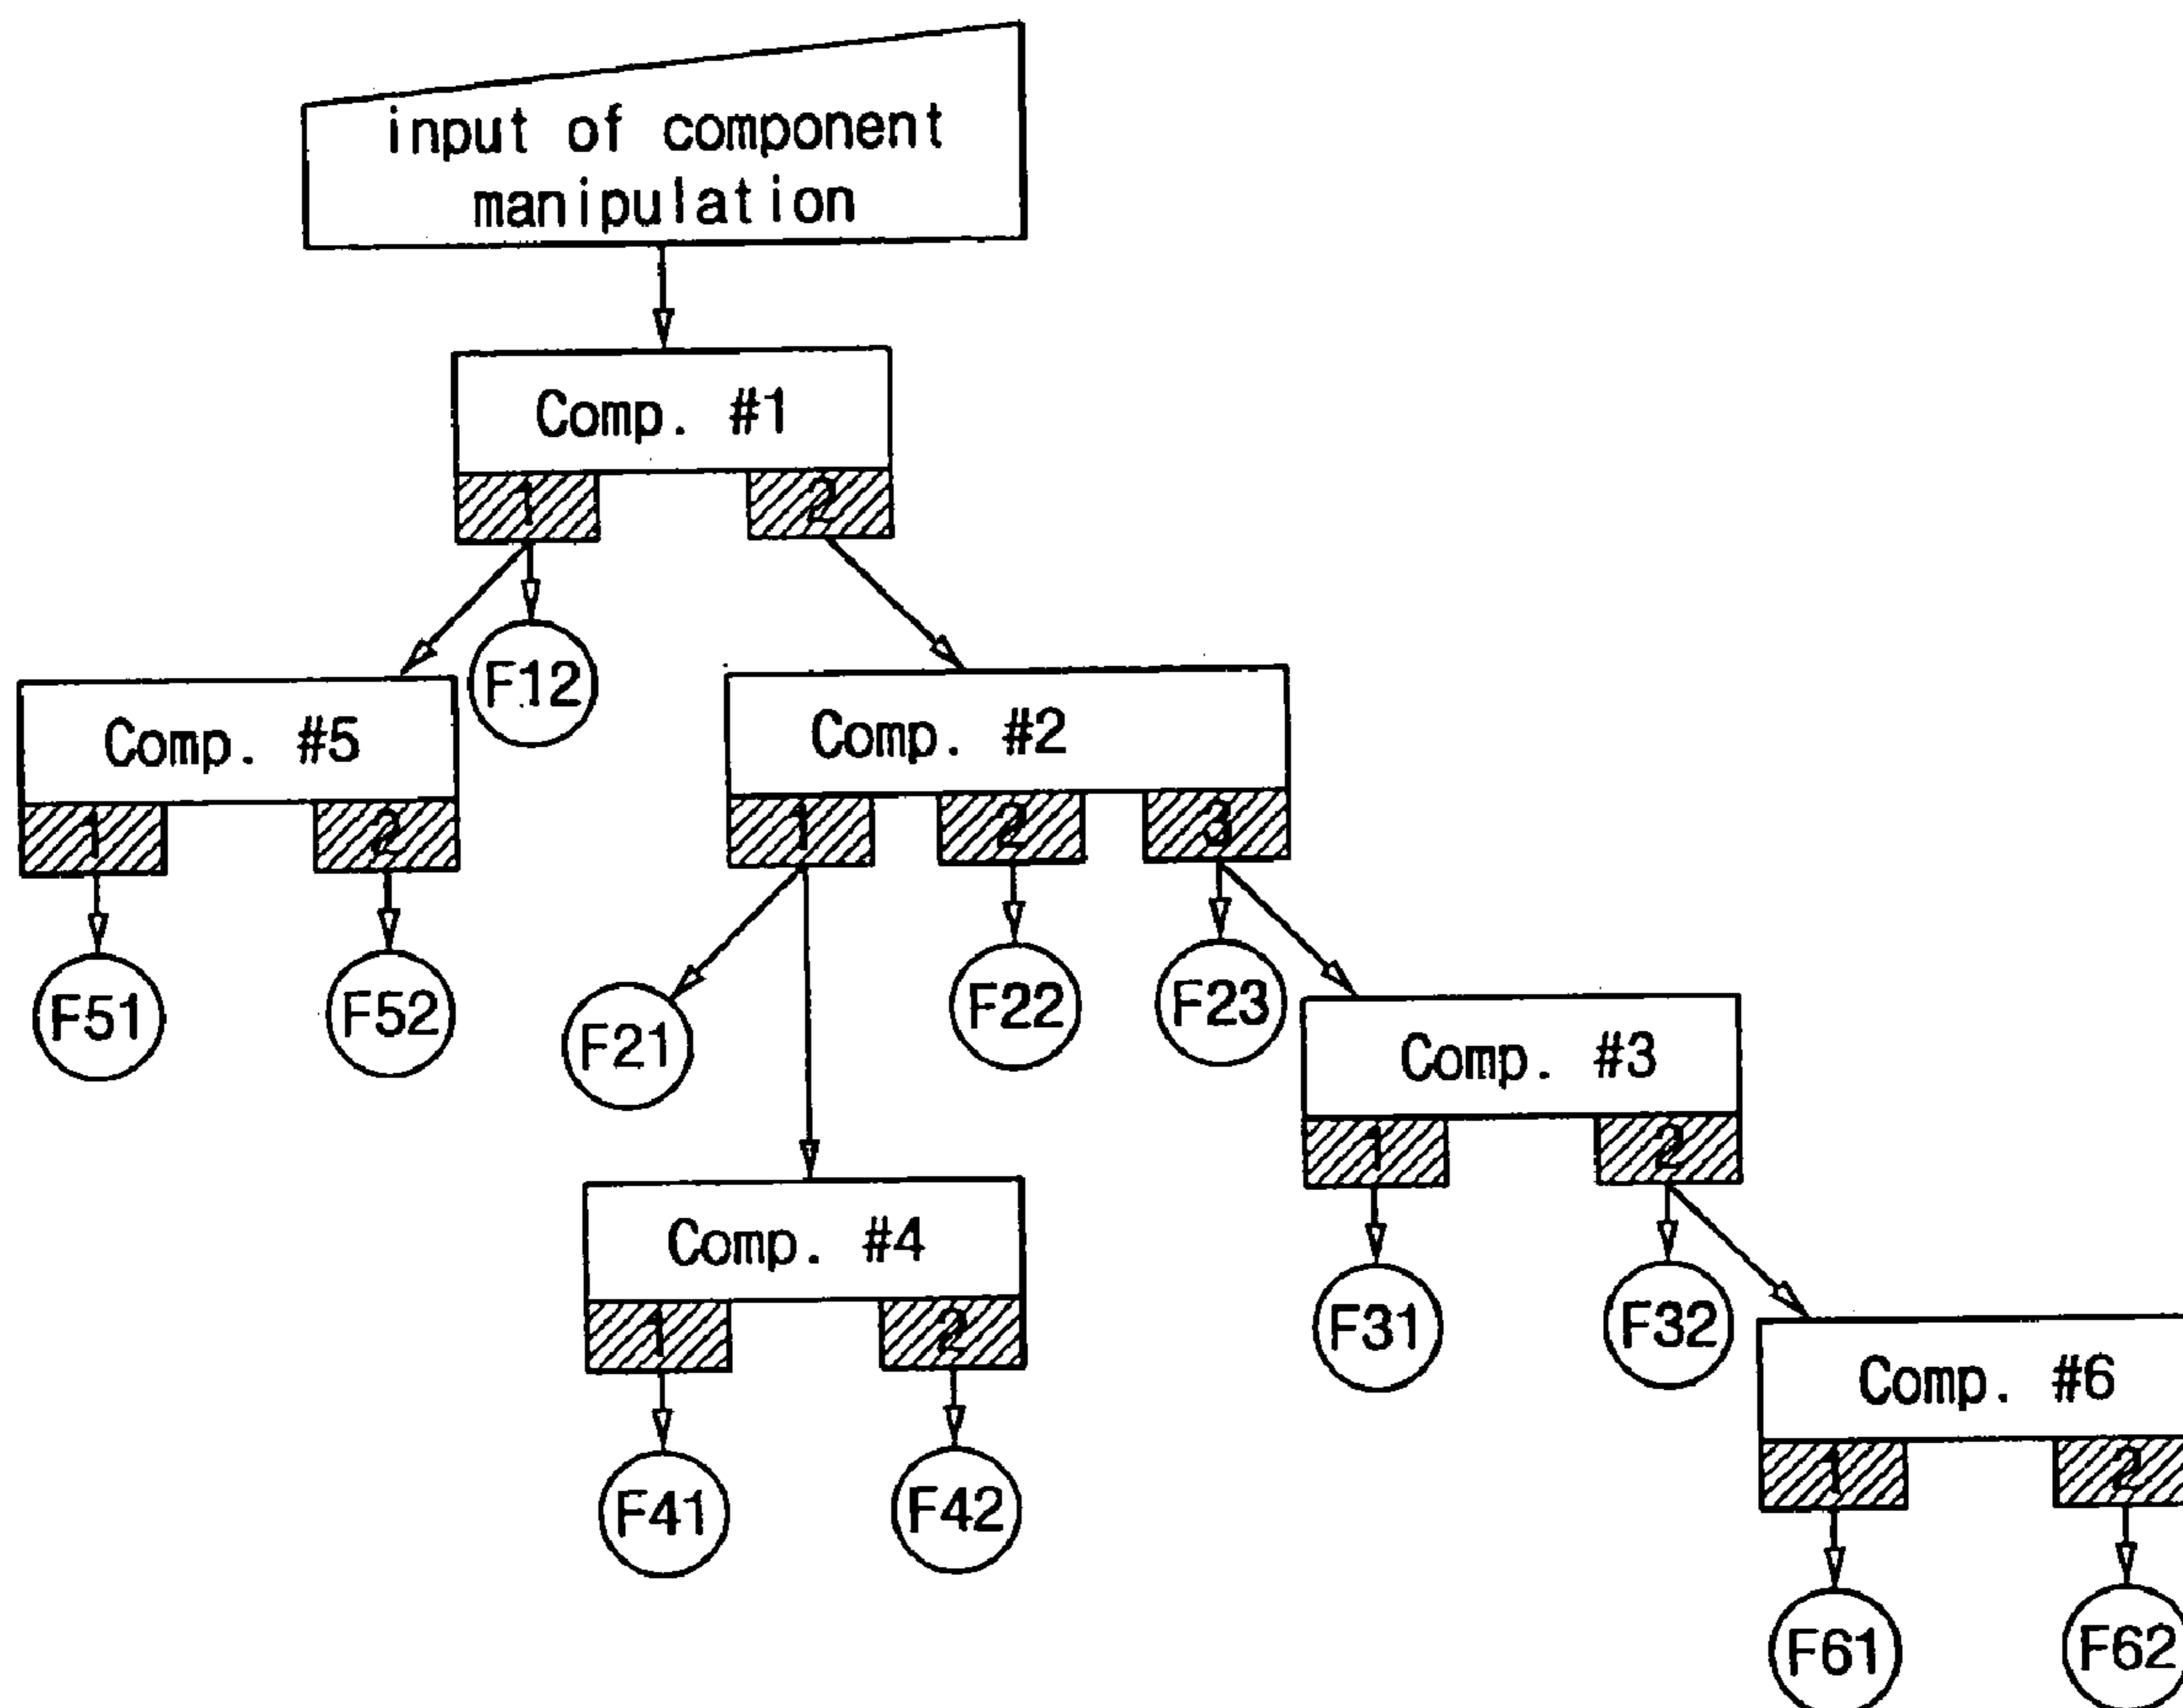 input of component
manipulation
Comp. #1
1
2
F12
Comp. #5
Comp. #2
1
2
1
2
3
F51
F52
F21
F22
F23
Comp. #3
1
2
Comp. #4
1
2
F31
F32
Comp. #6
1
2
F41
F42
F61
F62